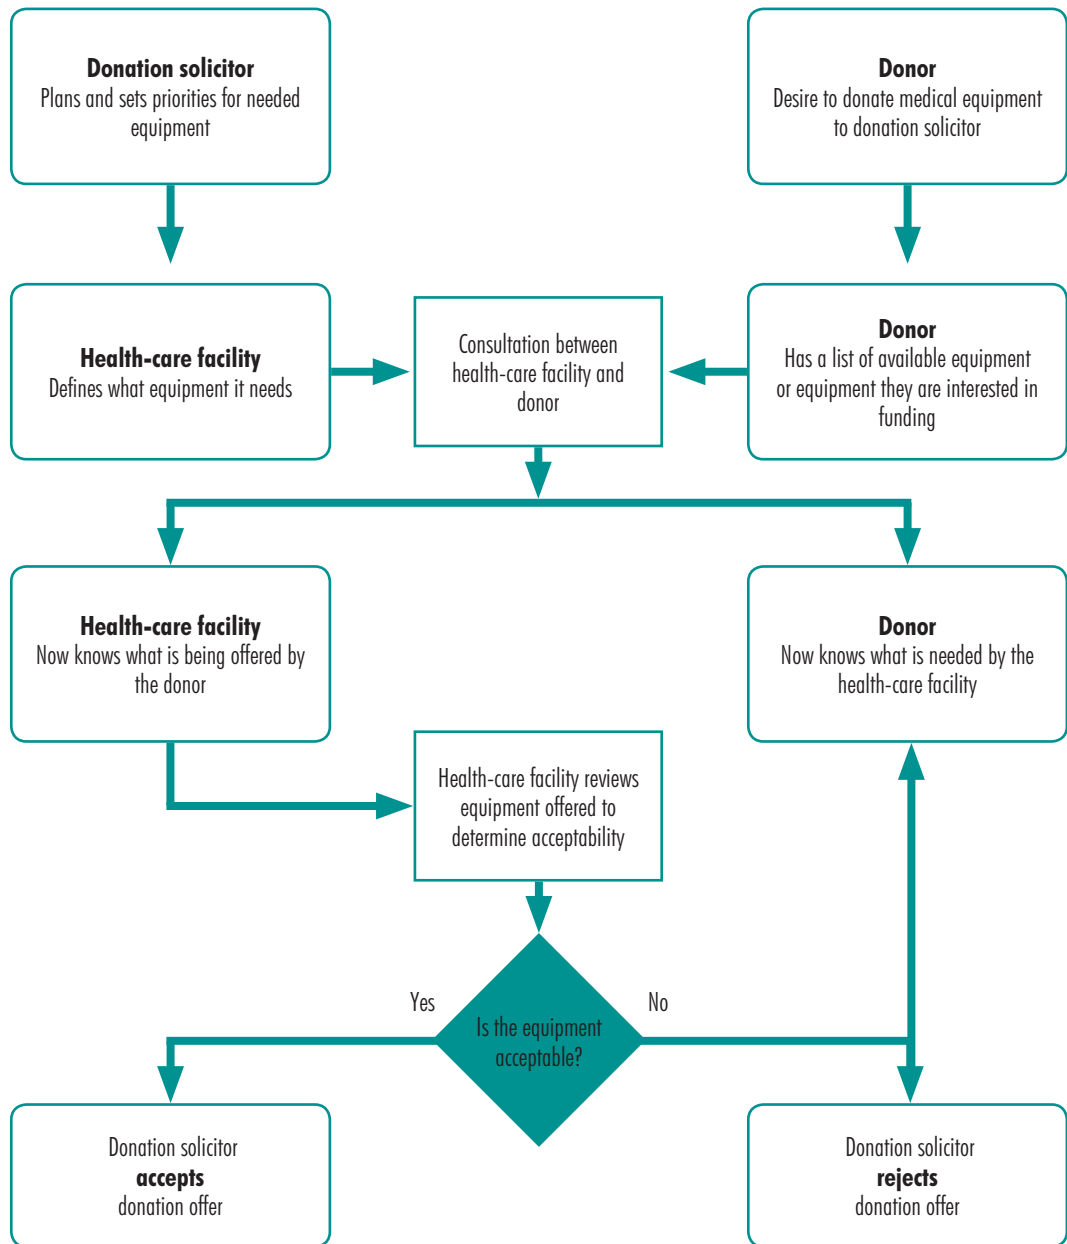 Donation solicitor
Plans and sets priorities for needed
equipment
Donor
Desire to donate medical equipment
to donation solicitor
Health-care facility
Defines what equipment it needs
Consultation between
health-care facility and
donor
Donor
Has a list of available equipment
or equipment they are interested in
funding
Health-care facility
Now knows what is being offered by
the donor
Donor
Now knows what is needed by the
health-care facility
Health-care facility reviews
equipment offered to
determine acceptability
Yes
No
Is the equipment
acceptable?
Donation solicitor
accepts
donation offer
Donation solicitor
rejects
donation offer